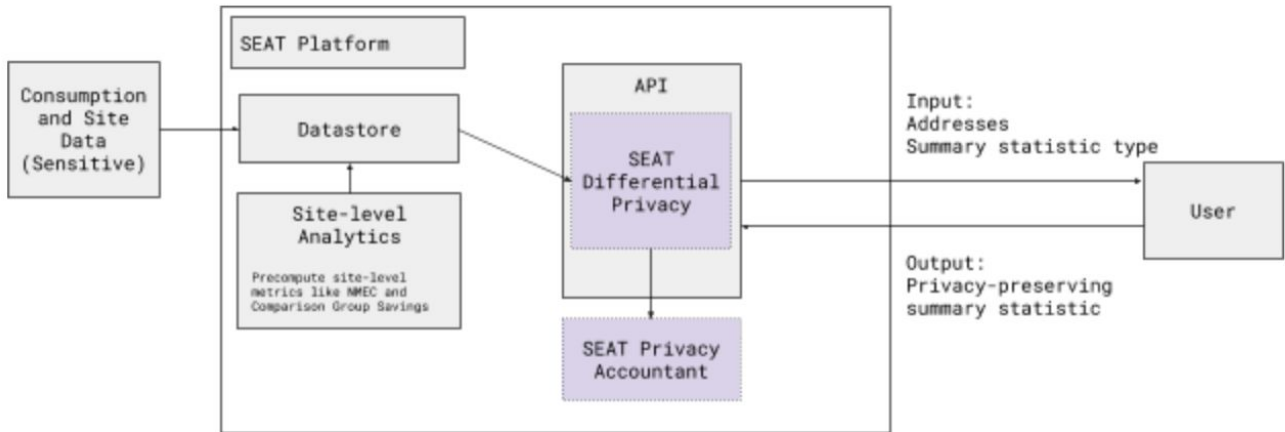 SEAT Platform
Consumption
and Site
Data
(Sensitive)
Datastore
Site-level
Analytics
Precompute site-level
metrics like NMEC and
Comparison Group Savings
API
SEAT
Differential
Privacy
SEAT Privacy
Accountant
Input:
Addresses
Summary statistic type
User
Output:
Privacy-preserving
summary statistic